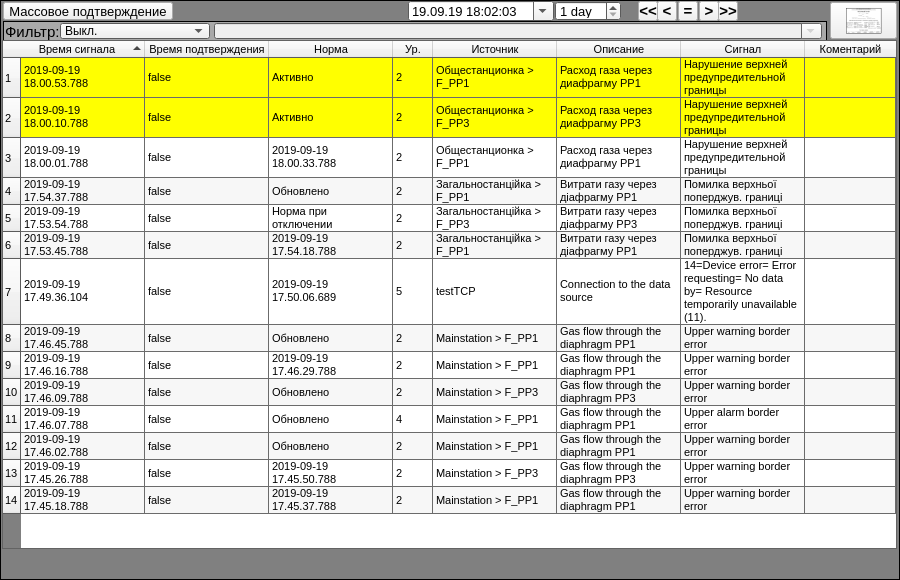 Массовое подтверждение 19.09.19 18:02:03 1 day << < = > >>
Фильтр: Выкл.
Время сигнала Время подтверждения Норма Ур. Источник Описание Сигнал Коментарий
1 2019-09-19 18.00.53.788 false Активно 2 Общестанционка > F_PP1 Расход газа через диафрагму PP1 Нарушение верхней предупредительной границы
2 2019-09-19 18.00.10.788 false Активно 2 Общестанционка > F_PP3 Расход газа через диафрагму PP3 Нарушение верхней предупредительной границы
3 2019-09-19 18.00.01.788 false 2019-09-19 18.00.33.788 2 Общестанционка > F_PP1 Расход газа через диафрагму PP1 Нарушение верхней предупредительной границы
4 2019-09-19 17.54.37.788 false Обновлено 2 Загальностанційка > F_PP1 Витрати газу через діафрагму PP1 Помилка верхньої поперджув. границі
5 2019-09-19 17.53.54.788 false Норма при отключении 2 Загальностанційка > F_PP3 Витрати газу через діафрагму PP3 Помилка верхньої поперджув. границі
6 2019-09-19 17.53.45.788 false 2019-09-19 17.54.18.788 2 Загальностанційка > F_PP1 Витрати газу через діафрагму PP1 Помилка верхньої поперджув. границі
7 2019-09-19 17.49.36.104 false 2019-09-19 17.50.06.689 5 testTCP Connection to the data source 14=Device error= Error requesting= No data by= Resource temporarily unavailable (11).
8 2019-09-19 17.46.45.788 false Обновлено 2 Mainstation > F_PP1 Gas flow through the diaphragm PP1 Upper warning border error
9 2019-09-19 17.46.16.788 false 2019-09-19 17.46.29.788 2 Mainstation > F_PP1 Gas flow through the diaphragm PP1 Upper warning border error
10 2019-09-19 17.46.09.788 false Обновлено 2 Mainstation > F_PP3 Gas flow through the diaphragm PP3 Upper warning border error
11 2019-09-19 17.46.07.788 false Обновлено 4 Mainstation > F_PP1 Gas flow through the diaphragm PP1 Upper alarm border error
12 2019-09-19 17.46.02.788 false Обновлено 2 Mainstation > F_PP1 Gas flow through the diaphragm PP1 Upper warning border error
13 2019-09-19 17.45.26.788 false 2019-09-19 17.45.50.788 2 Mainstation > F_PP3 Gas flow through the diaphragm PP3 Upper warning border error
14 2019-09-19 17.45.18.788 false 2019-09-19 17.45.37.788 2 Mainstation > F_PP1 Gas flow through the diaphragm PP1 Upper warning border error